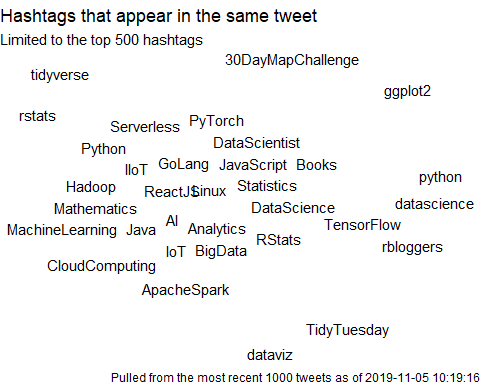 Hashtags that appear in the same tweet
Limited to the top 500 hashtags
30DayMapChallenge
tidyverse
ggplot2
rstats
PyTorch
Serverless
DataScientist
Python
GoLang
JavaScript
Books
IIoT
python
Hadoop
ReactJS
Linux
Statistics
datascience
Mathematics
DataScience
AI
TensorFlow
MachineLearning
Java
Analytics
RStats
rbloggers
IoT
BigData
CloudComputing
ApacheSpark
TidyTuesday
dataviz
Pulled from the most recent 1000 tweets as of 2019-11-05 10:19:16